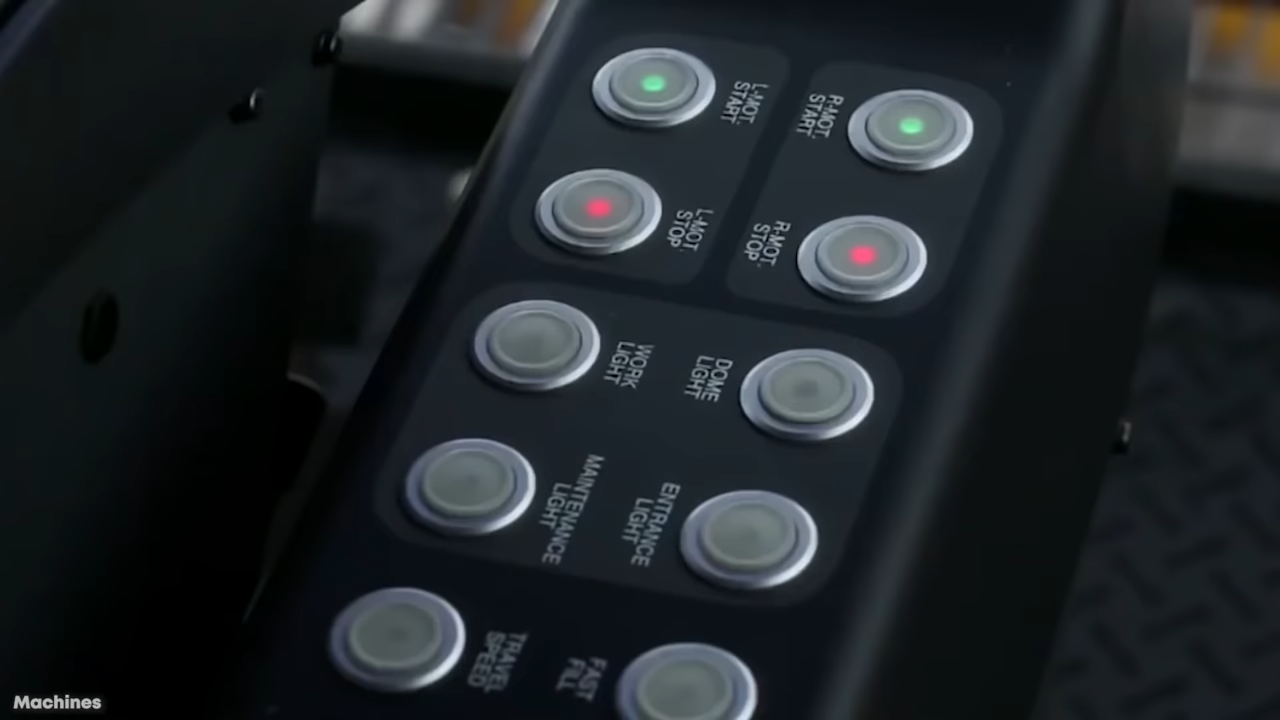 L-MOT.
START
R-MOT.
START
L-MOT.
STOP
R-MOT.
STOP
WORK
LIGHT
DOME
LIGHT
MAINTENANCE
LIGHT
ENTRANCE
LIGHT
TRAVEL
SPEED
FAST
FILL
Machines